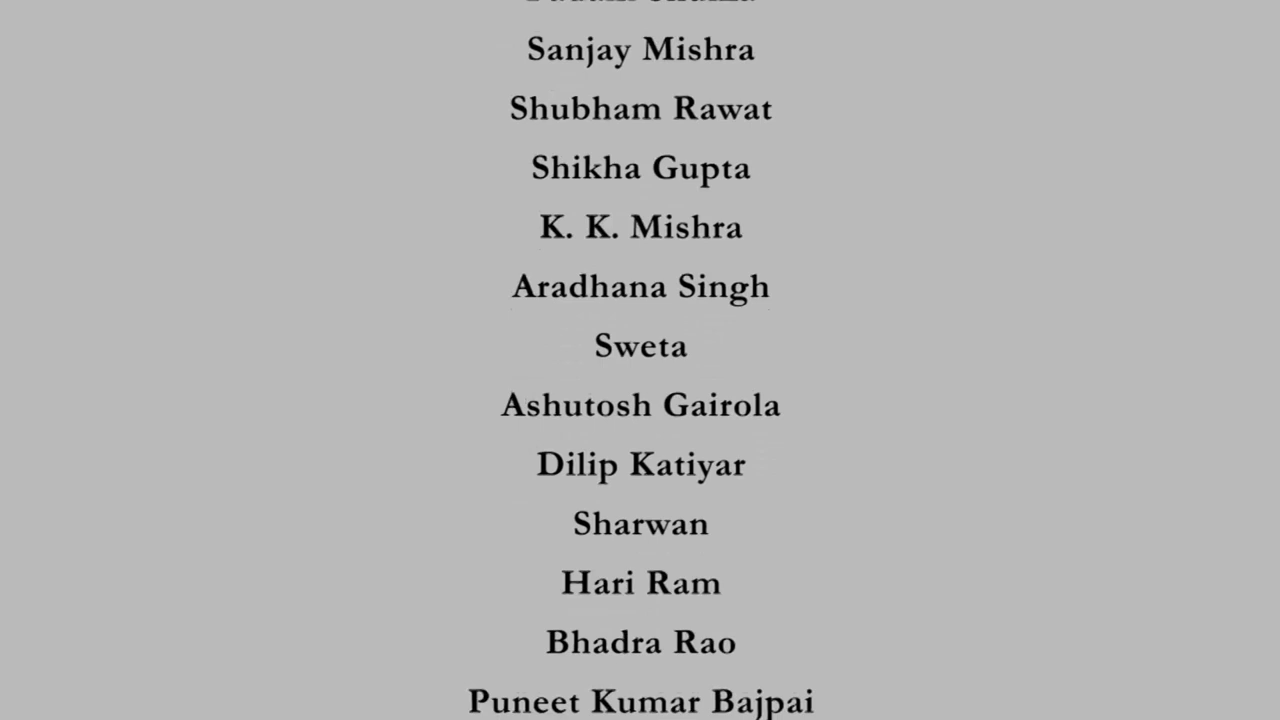 Sanjay Mishra
Shubham Rawat
Shikha Gupta
K. K. Mishra
Aradhana Singh
Sweta
Ashutosh Gairola
Dilip Katiyar
Sharwan
Hari Ram
Bhadra Rao
Puneet Kumar Bajpai